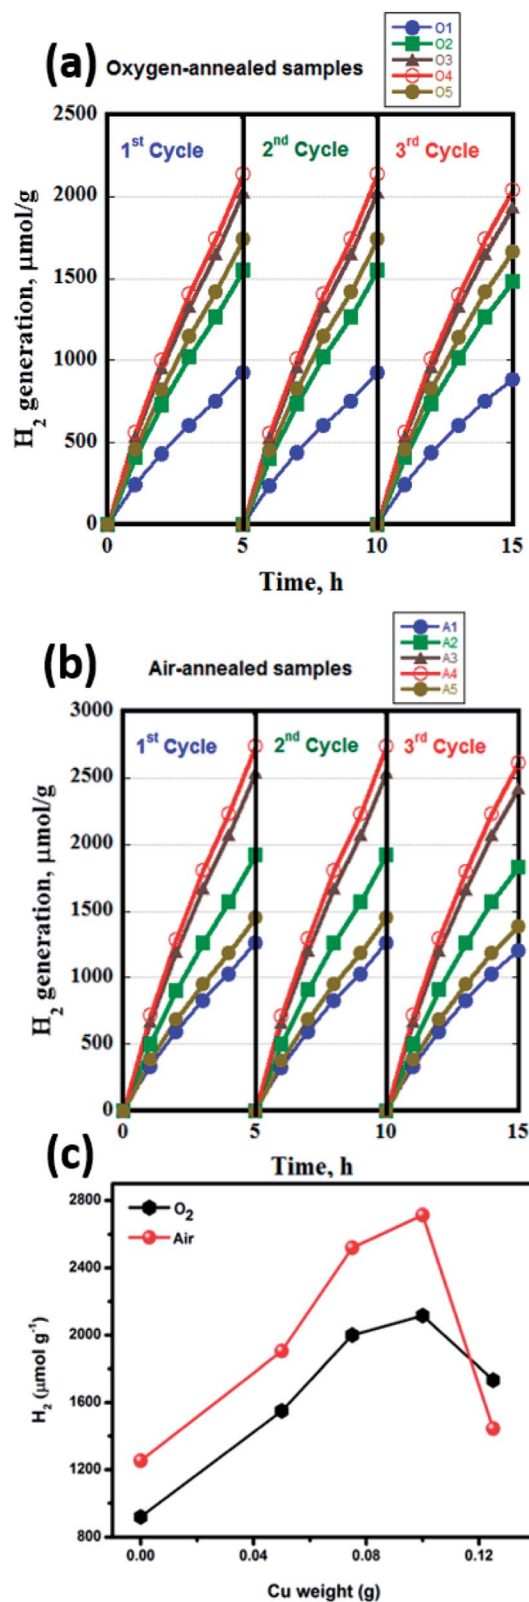 (a) Oxygen-annealed samples
O1
O2
O3
O4
O5
2500
2000
1500
1000
500
0
H2 generation, µmol/g
1st Cycle
2nd Cycle
3rd Cycle
0 5 10 15
Time, h
(b) Air-annealed samples
A1
A2
A3
A4
A5
3000
2500
2000
1500
1000
500
0
H2 generation, µmol/g
1st Cycle
2nd Cycle
3rd Cycle
0 5 10 15
Time, h
(c)
O2
Air
2800
2400
2000
1600
1200
800
H2 (µmol g-1)
0.00 0.04 0.08 0.12
Cu weight (g)